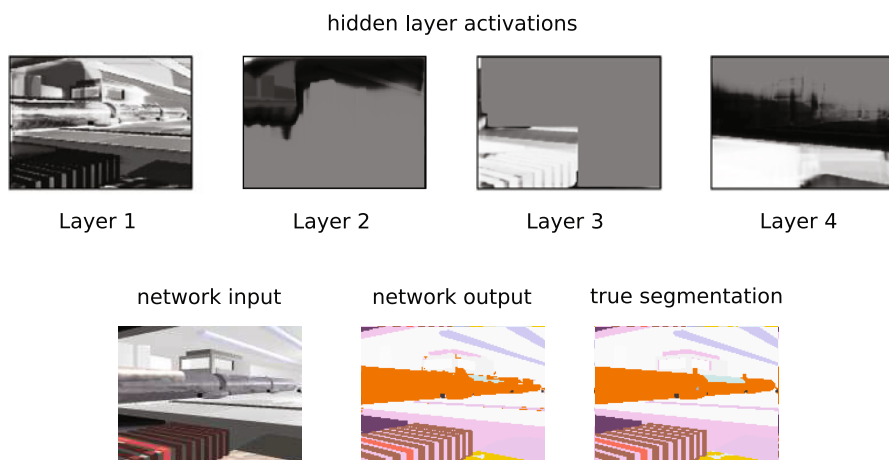 hidden layer activations
Layer 1 Layer 2 Layer 3 Layer 4
network input network output true segmentation